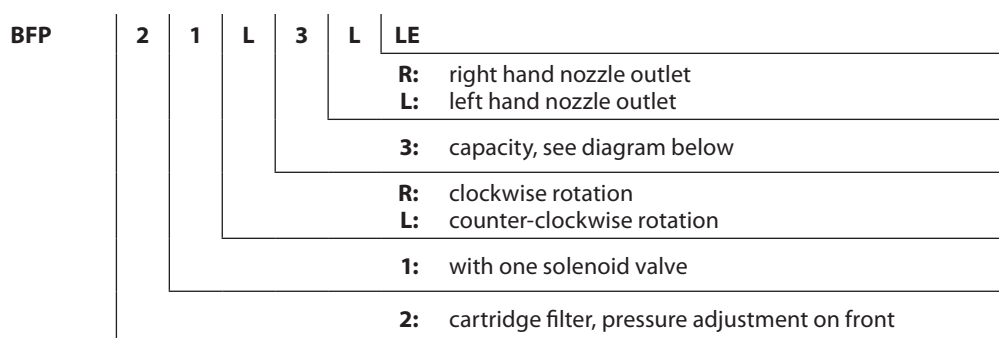 BFP 2 1 L 3 L LE
R: right hand nozzle outlet
L: left hand nozzle outlet
3: capacity, see diagram below
R: clockwise rotation
L: counter-clockwise rotation
1: with one solenoid valve
2: cartridge filter, pressure adjustment on front